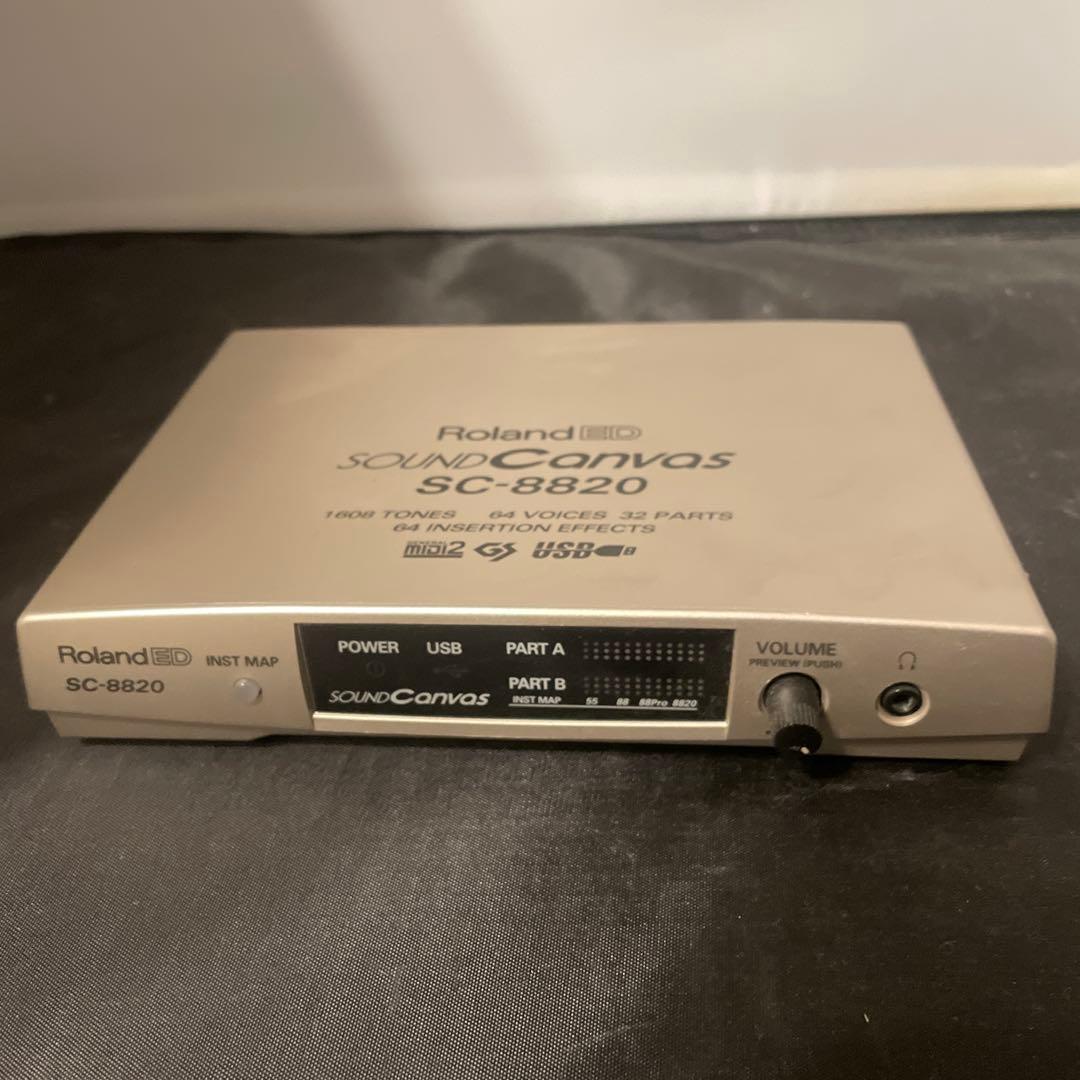 Roland ED
SOUND Canvas
SC-8820
1608 TONES 64 VOICES 32 PARTS
64 INSERTION EFFECTS
GENERAL
MIDI2 GS USB
Roland ED
SC-8820
INST MAP
POWER USB PART A
PART B
SOUND Canvas
INST MAP 55 88 88Pro 8820
VOLUME
PREVIEW (PUSH)